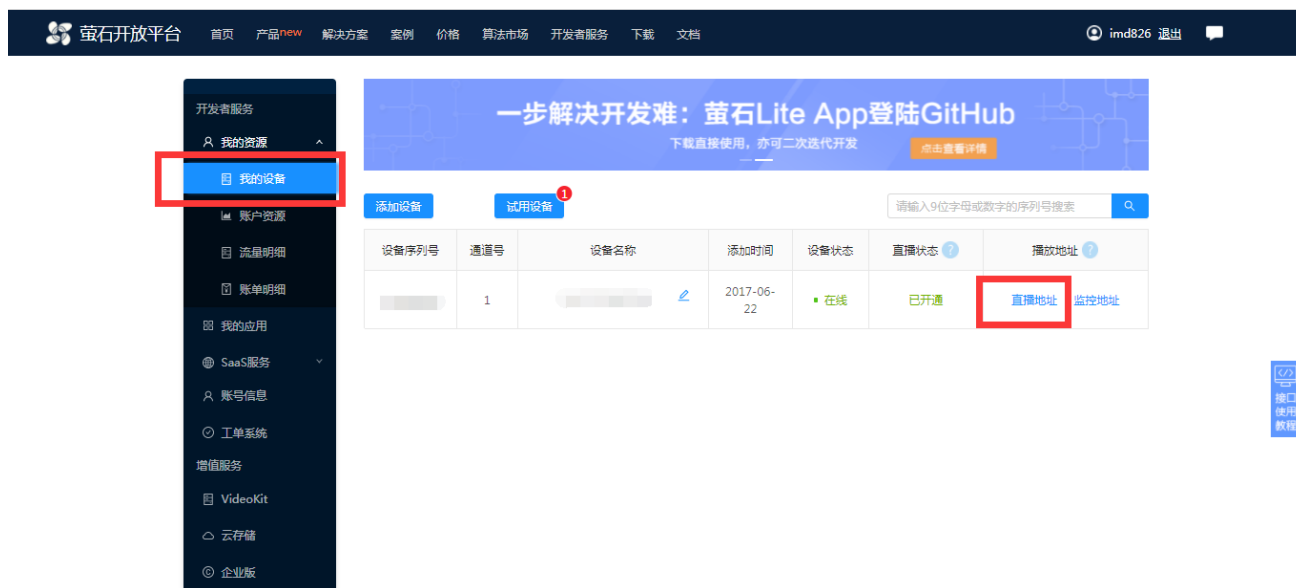 萤石开放平台 首页 产品new 解决方案 案例 价格 算法市场 开发者服务 下载 文档 imd826 退出
开发者服务
我的资源
我的设备
账户资源
流量明细
账单明细
我的应用
SaaS服务
账号信息
工单系统
增值服务
VideoKit
云存储
企业版
一步解决开发难：萤石Lite App登陆GitHub
下载直接使用，亦可二次迭代开发
点击查看详情
添加设备 试用设备 1 请输入9位字母或数字的序列号搜索
设备序列号 通道号 设备名称 添加时间 设备状态 直播状态 ? 播放地址 ?
1 2017-06-22 在线 已开通 直播地址 监控地址
接口
使用
教程